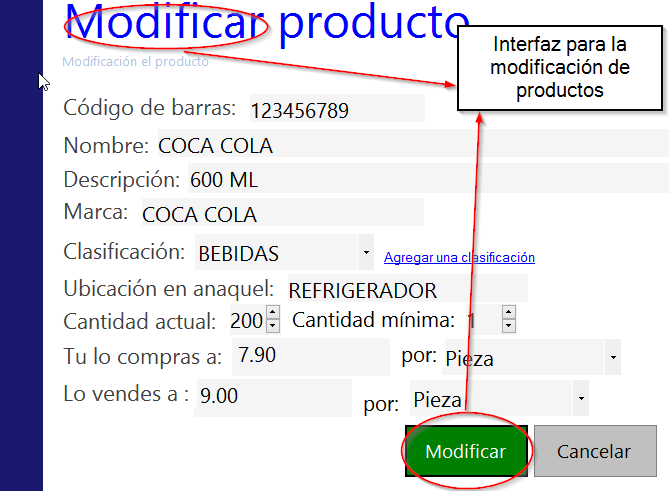 Modificar producto
Modificación el producto
Interfaz para la
modificación de
productos
Código de barras: 123456789
Nombre: COCA COLA
Descripción: 600 ML
Marca: COCA COLA
Clasificación: BEBIDAS Agregar una clasificación
Ubicación en anaquel: REFRIGERADOR
Cantidad actual: 200 Cantidad mínima: 1
Tu lo compras a: 7.90 por: Pieza
Lo vendes a : 9.00 por: Pieza
Modificar Cancelar